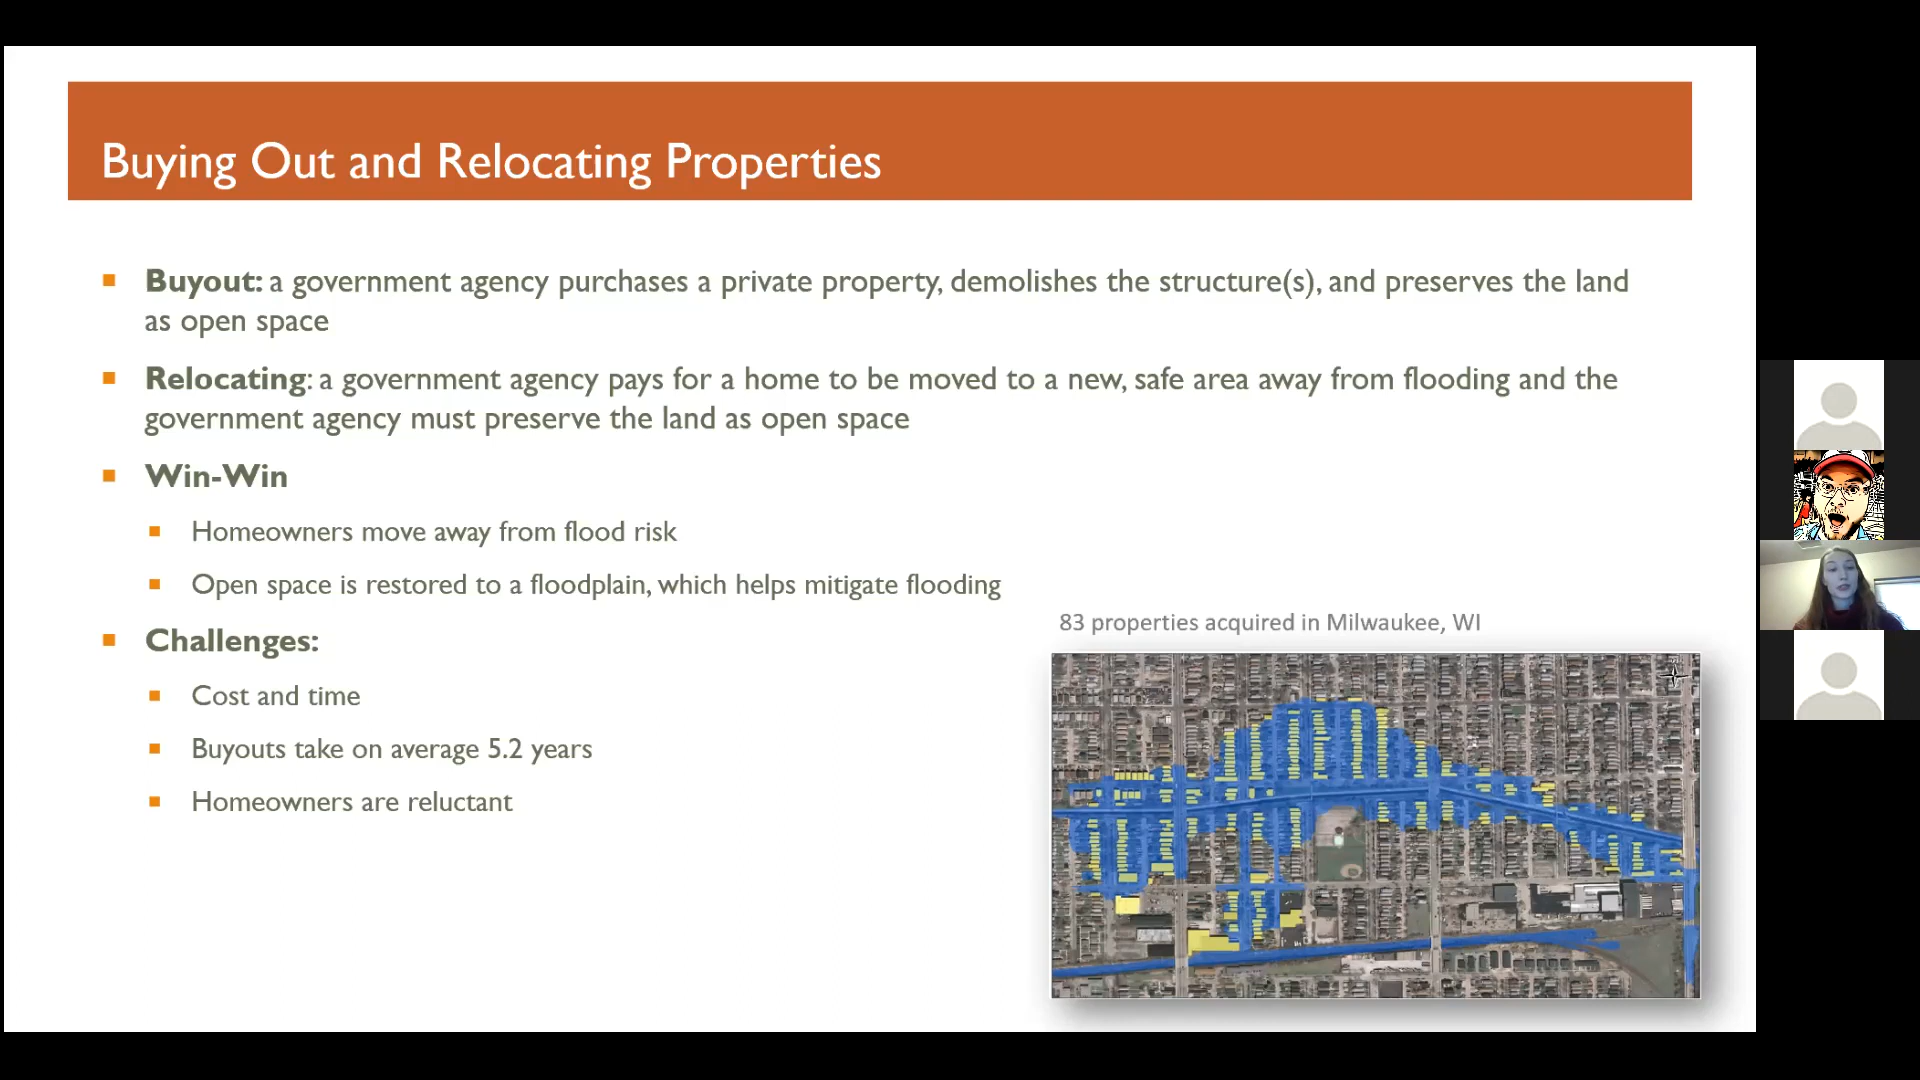 Buying Out and Relocating Properties
Buyout: a government agency purchases a private property, demolishes the structure(s), and preserves the land
as open space
Relocating: a government agency pays for a home to be moved to a new, safe area away from flooding and the
government agency must preserve the land as open space
Win-Win
Homeowners move away from flood risk
Open space is restored to a floodplain, which helps mitigate flooding
Challenges:
Cost and time
Buyouts take on average 5.2 years
Homeowners are reluctant
83 properties acquired in Milwaukee, WI